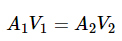 A₁V₁ = A₂V₂